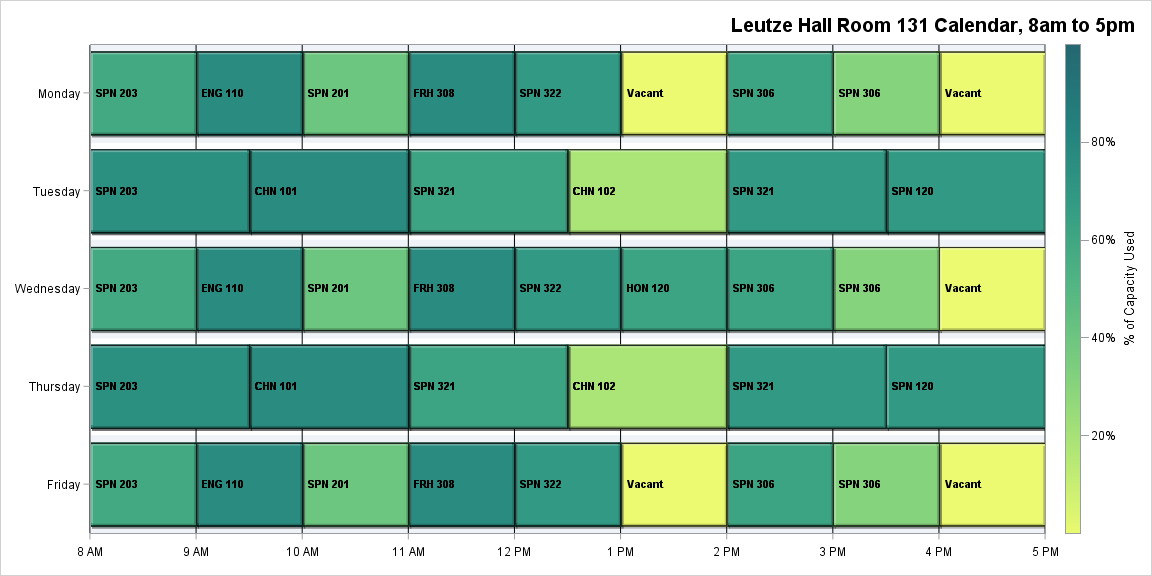 Leutze Hall Room 131 Calendar, 8am to 5pm
Monday
SPN 203 ENG 110 SPN 201 FRH 308 SPN 322 Vacant SPN 306 SPN 306 Vacant
Tuesday
SPN 203 CHN 101 SPN 321 CHN 102 SPN 321 SPN 120
Wednesday
SPN 203 ENG 110 SPN 201 FRH 308 SPN 322 HON 120 SPN 306 SPN 306 Vacant
Thursday
SPN 203 CHN 101 SPN 321 CHN 102 SPN 321 SPN 120
Friday
SPN 203 ENG 110 SPN 201 FRH 308 SPN 322 Vacant SPN 306 SPN 306 Vacant
8 AM 9 AM 10 AM 11 AM 12 PM 1 PM 2 PM 3 PM 4 PM 5 PM
80%
60%
40%
20%
% of Capacity Used